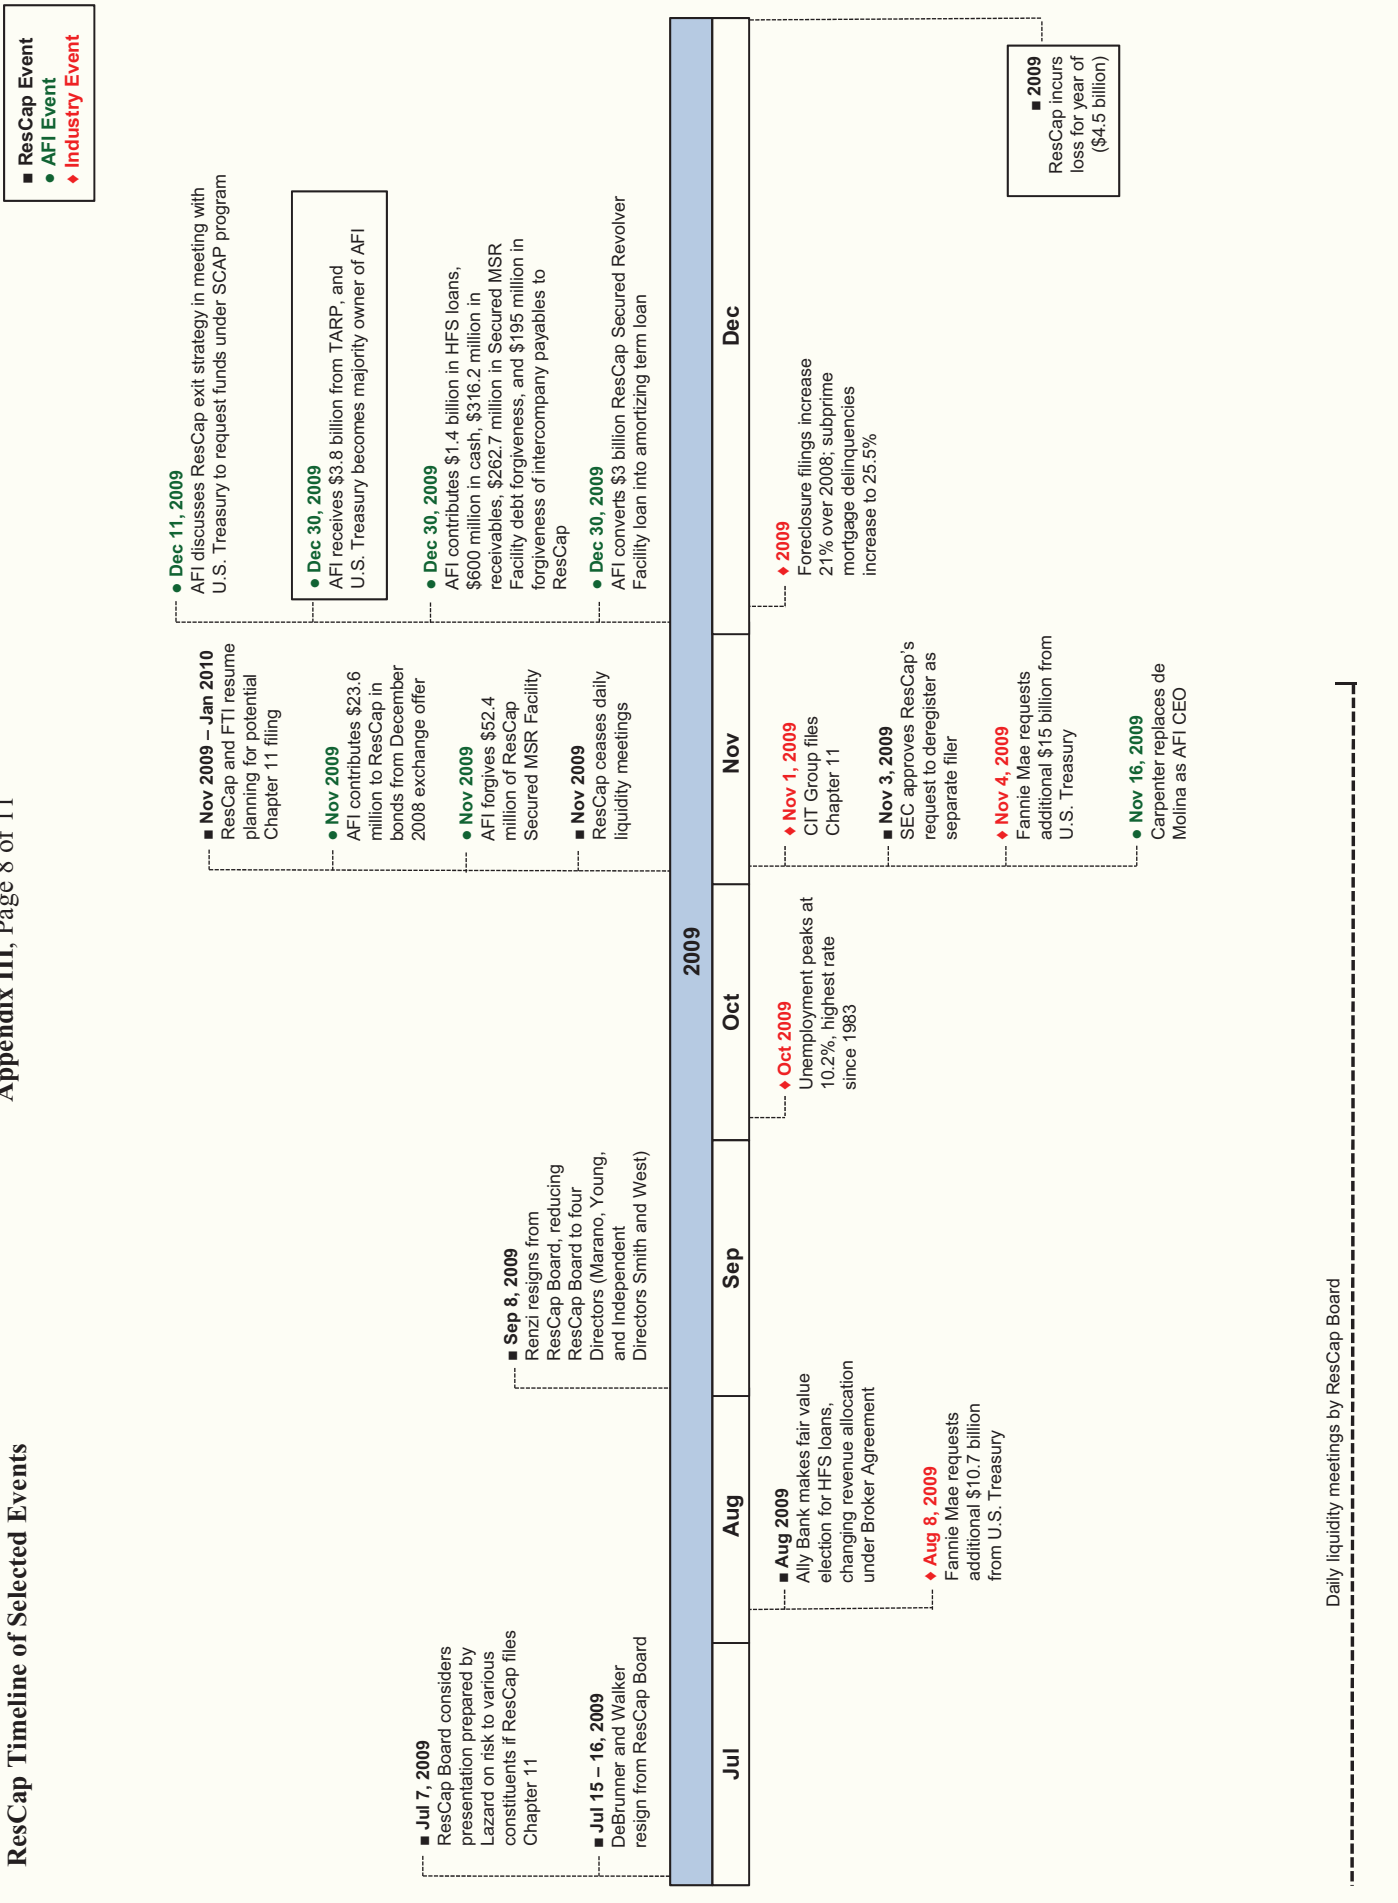 Appendix III, Page 8 of 11
ResCap Timeline of Selected Events
■ ResCap Event
● AFI Event
♦ Industry Event
■ Jul 7, 2009
ResCap Board considers
presentation prepared by
Lazard on risk to various
constituents if ResCap files
Chapter 11
■ Jul 15 – 16, 2009
DeBrunner and Walker
resign from ResCap Board
■ Sep 8, 2009
Renzi resigns from
ResCap Board, reducing
ResCap Board to four
Directors (Marano, Young,
and Independent
Directors Smith and West)
■ Nov 2009 – Jan 2010
ResCap and FTI resume
planning for potential
Chapter 11 filing
● Nov 2009
AFI contributes $23.6
million to ResCap in
bonds from December
2008 exchange offer
● Nov 2009
AFI forgives $52.4
million of ResCap
Secured MSR Facility
■ Nov 2009
ResCap ceases daily
liquidity meetings
● Dec 11, 2009
AFI discusses ResCap exit strategy in meeting with
U.S. Treasury to request funds under SCAP program
● Dec 30, 2009
AFI receives $3.8 billion from TARP, and
U.S. Treasury becomes majority owner of AFI
● Dec 30, 2009
AFI contributes $1.4 billion in HFS loans,
$600 million in cash, $316.2 million in
receivables, $262.7 million in Secured MSR
Facility debt forgiveness, and $195 million in
forgiveness of intercompany payables to
ResCap
● Dec 30, 2009
AFI converts $3 billion ResCap Secured Revolver
Facility loan into amortizing term loan
2009
Jul
Aug
Sep
Oct
Nov
Dec
■ Aug 2009
Ally Bank makes fair value
election for HFS loans,
changing revenue allocation
under Broker Agreement
♦ Aug 8, 2009
Fannie Mae requests
additional $10.7 billion
from U.S. Treasury
♦ Oct 2009
Unemployment peaks at
10.2%, highest rate
since 1983
♦ Nov 1, 2009
CIT Group files
Chapter 11
■ Nov 3, 2009
SEC approves ResCap’s
request to deregister as
separate filer
♦ Nov 4, 2009
Fannie Mae requests
additional $15 billion from
U.S. Treasury
● Nov 16, 2009
Carpenter replaces de
Molina as AFI CEO
♦ 2009
Foreclosure filings increase
21% over 2008; subprime
mortgage delinquencies
increase to 25.5%
■ 2009
ResCap incurs
loss for year of
($4.5 billion)
Daily liquidity meetings by ResCap Board